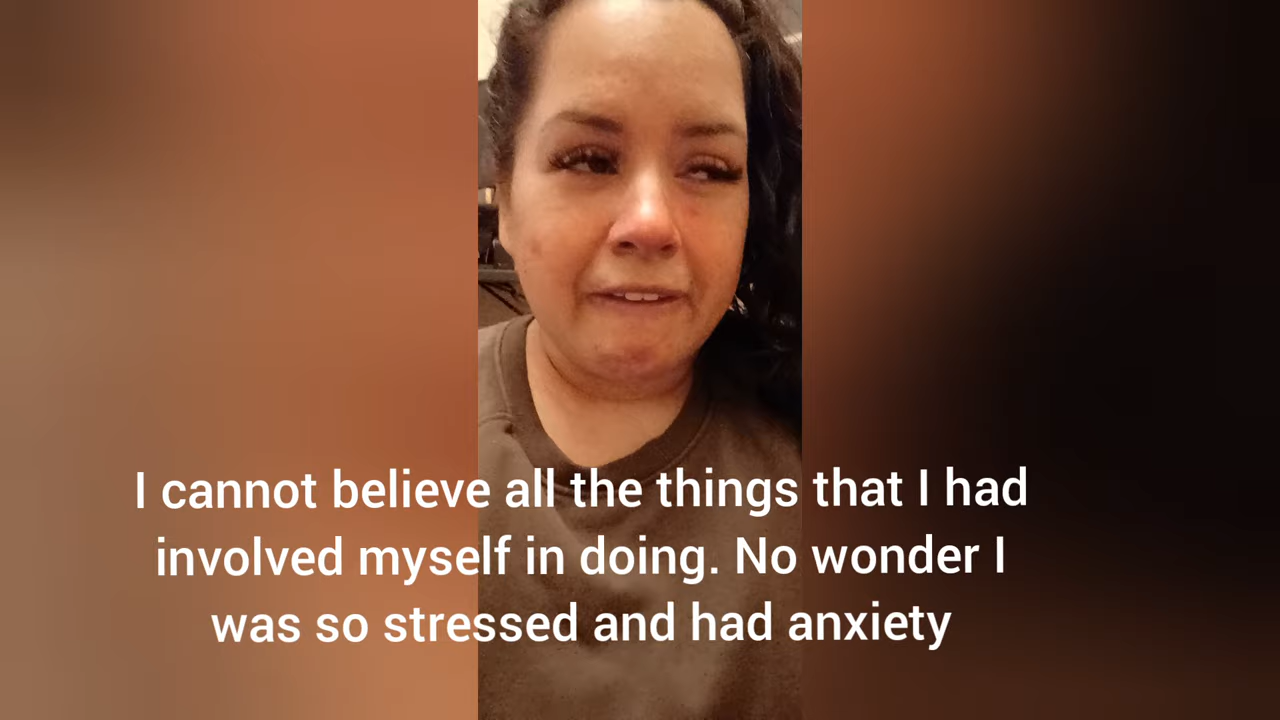 I cannot believe all the things that I had
involved myself in doing. No wonder I
was so stressed and had anxiety